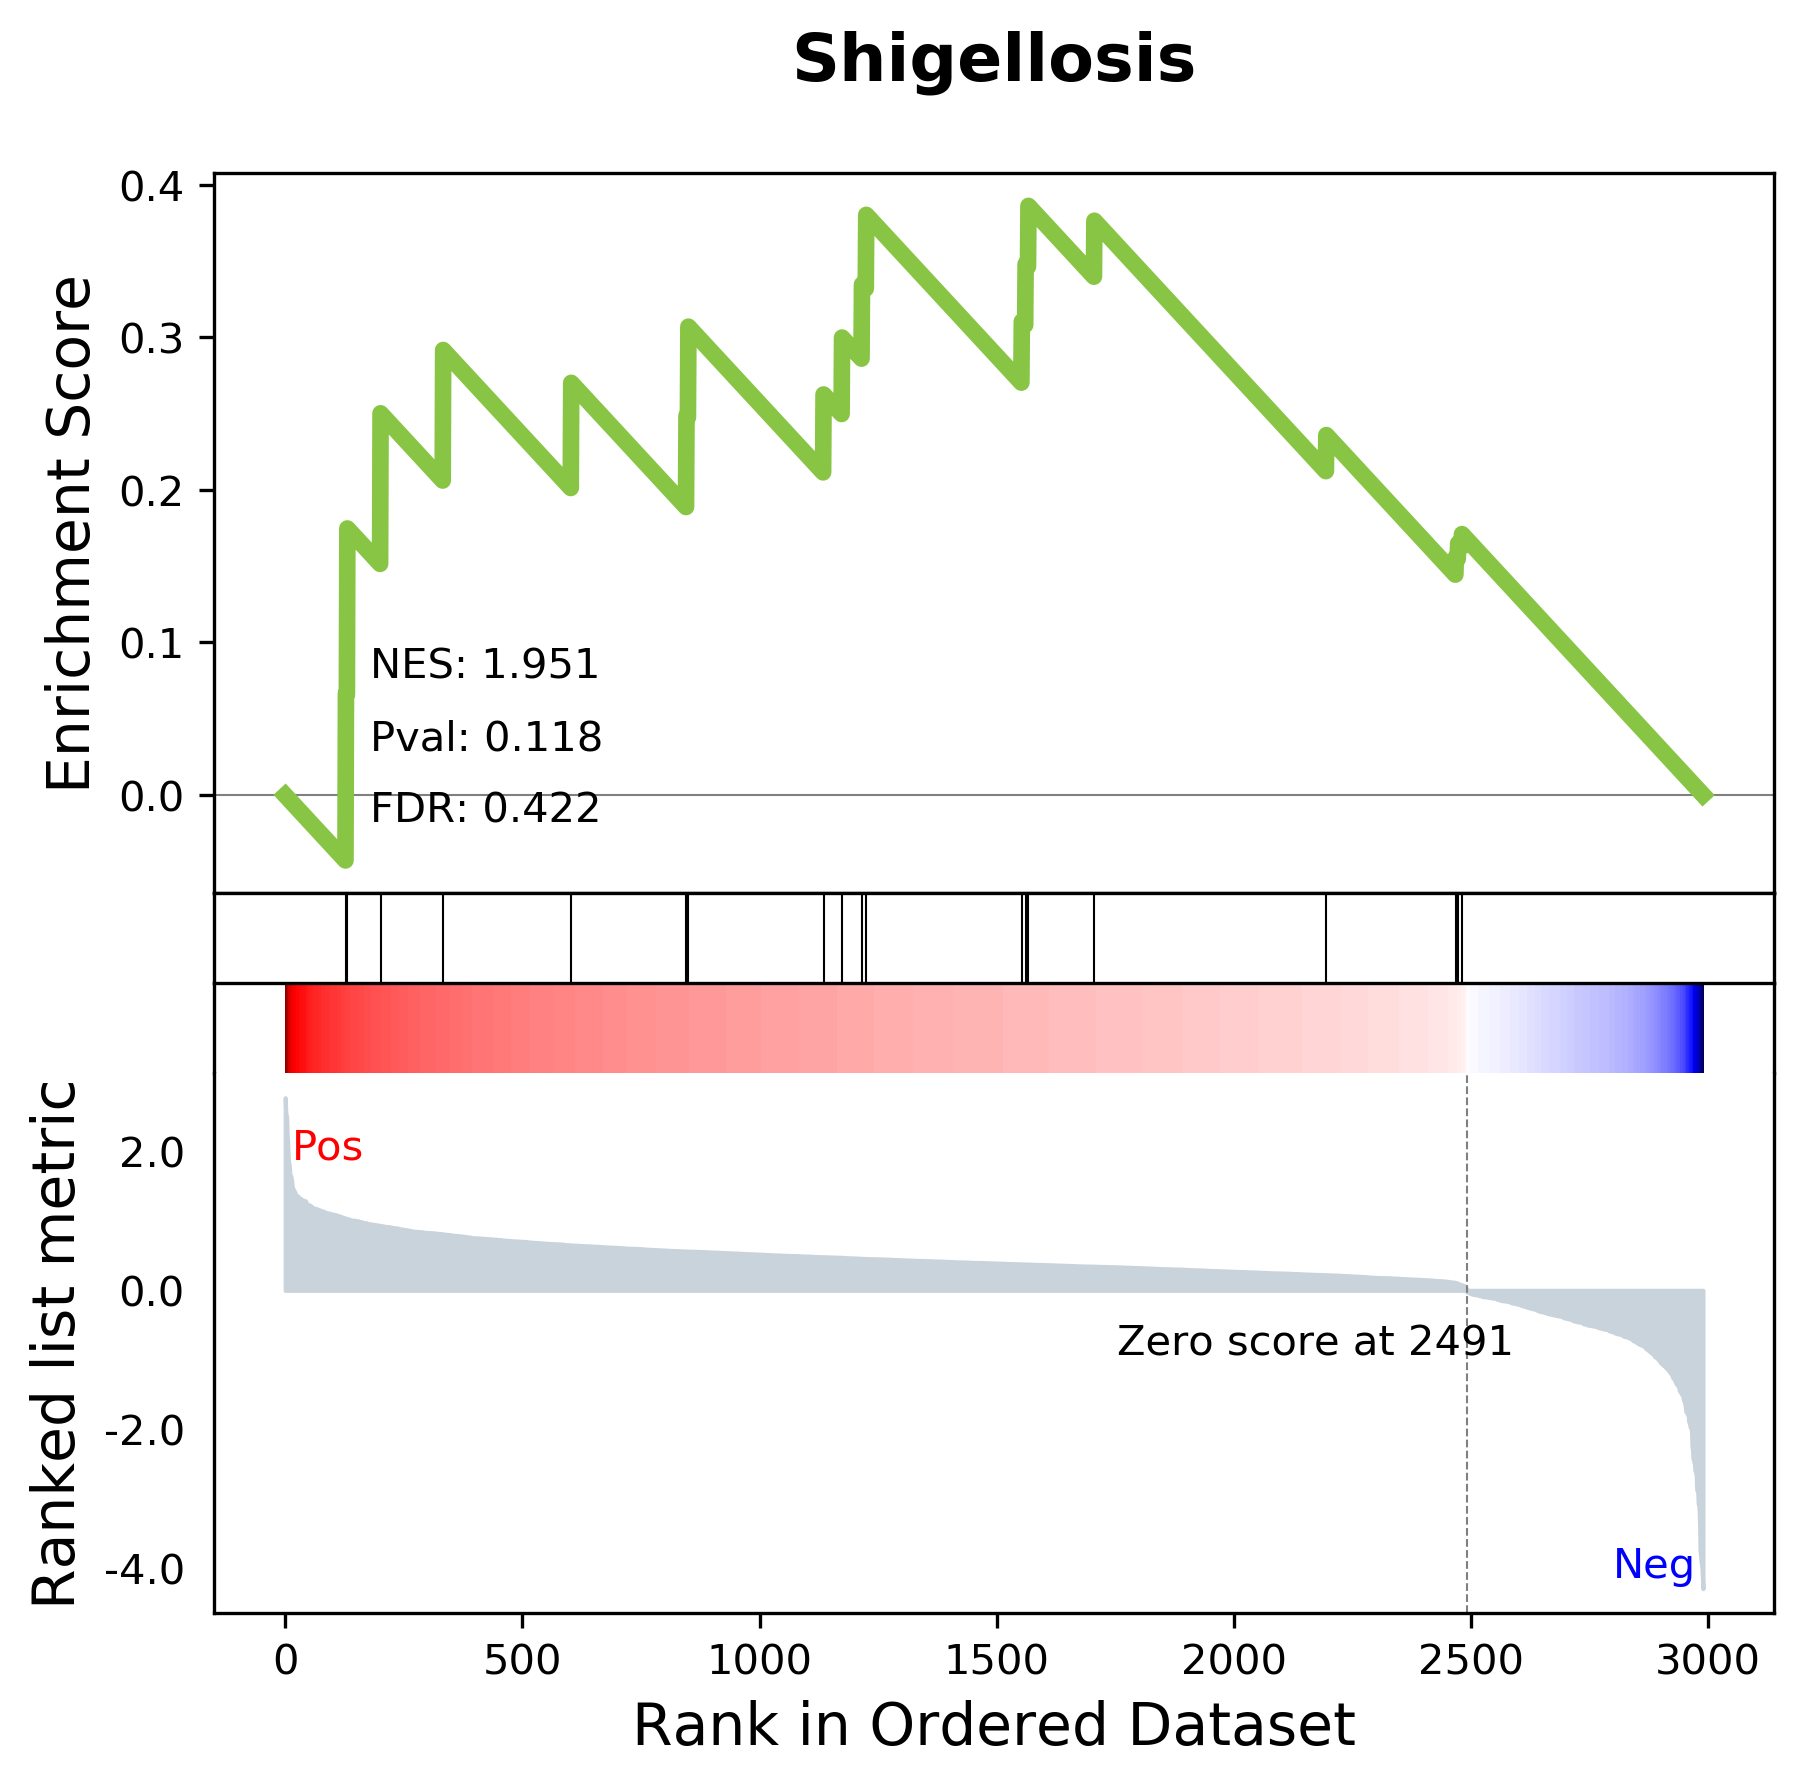 Shigellosis
Enrichment Score
0.4
0.3
0.2
0.1
0.0
NES: 1.951
Pval: 0.118
FDR: 0.422
Ranked list metric
2.0
0.0
-2.0
-4.0
Pos
Zero score at 2491
Neg
0 500 1000 1500 2000 2500 3000
Rank in Ordered Dataset